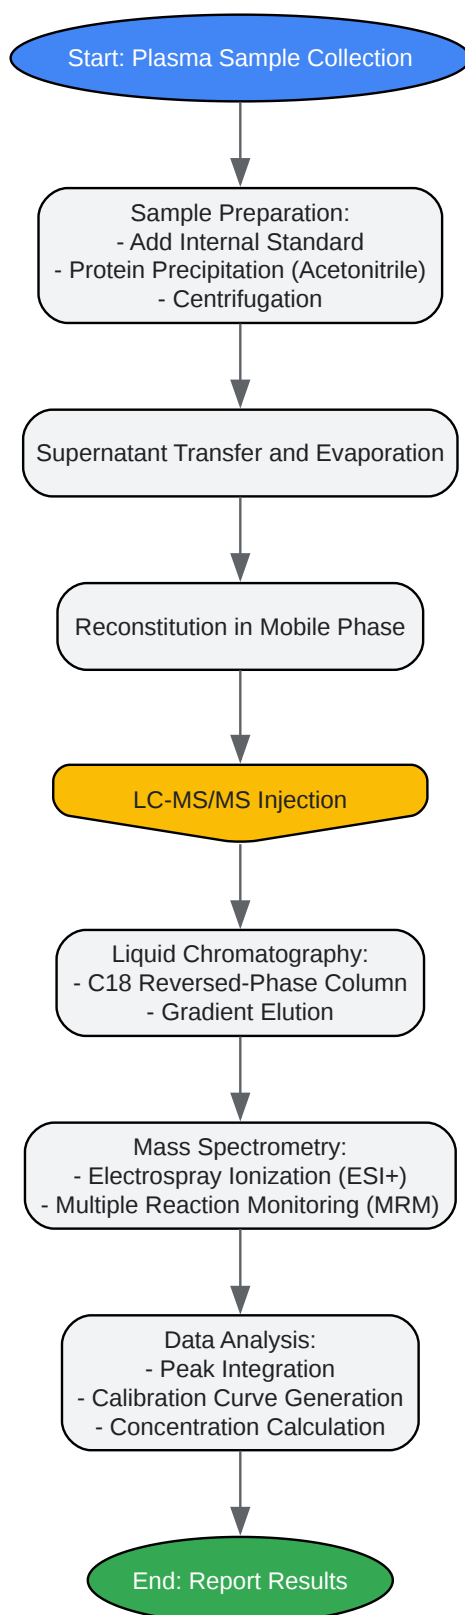 Start: Plasma Sample Collection
Sample Preparation:
- Add Internal Standard
- Protein Precipitation (Acetonitrile)
- Centrifugation
Supernatant Transfer and Evaporation
Reconstitution in Mobile Phase
LC-MS/MS Injection
Liquid Chromatography:
- C18 Reversed-Phase Column
- Gradient Elution
Mass Spectrometry:
- Electrospray Ionization (ESI+)
- Multiple Reaction Monitoring (MRM)
Data Analysis:
- Peak Integration
- Calibration Curve Generation
- Concentration Calculation
End: Report Results